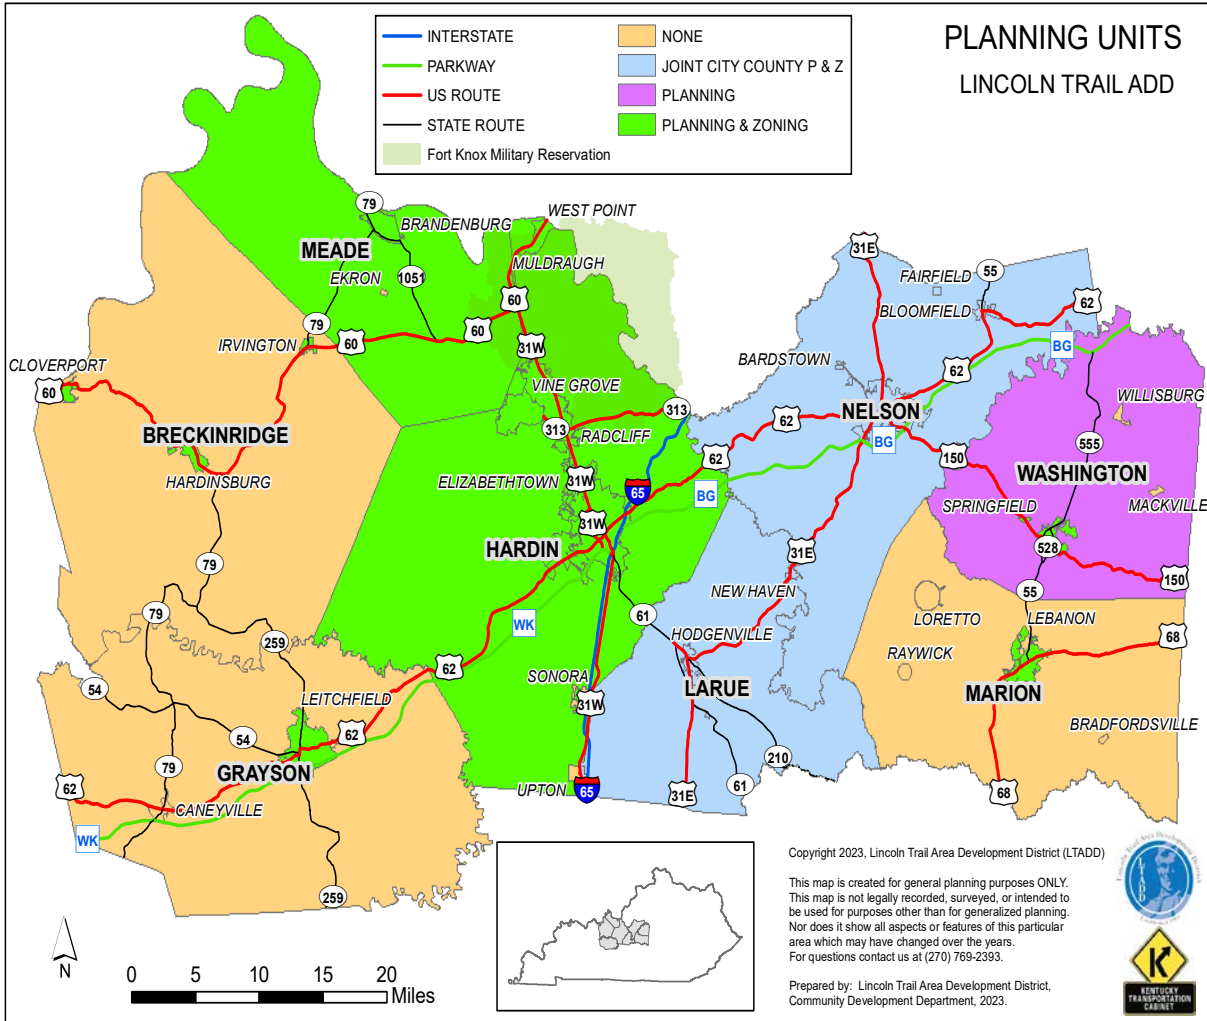 PLANNING UNITS
LINCOLN TRAIL ADD
INTERSTATE
PARKWAY
US ROUTE
STATE ROUTE
Fort Knox Military Reservation
NONE
JOINT CITY COUNTY P & Z
PLANNING
PLANNING & ZONING
79
BRANDENBURG
WEST POINT
MEADE
EKRON
1051
MULDRAUGH
60
31E
FAIRFIELD
55
BLOOMFIELD
62
79
IRVINGTON
60
60
31W
BG
CLOVERPORT
60
BARDSTOWN
62
VINE GROVE
WILLISBURG
313
313
RADCLIFF
62
NELSON
BG
BRECKINRIDGE
HARDINSBURG
ELIZABETHTOWN
31W
65
62
BG
150
555
WASHINGTON
SPRINGFIELD
MACKVILLE
31W
HARDIN
528
31E
79
150
55
NEW HAVEN
LORETTO
LEBANON
79
61
WK
259
HODGENVILLE
68
RAYWICK
62
SONORA
54
LARUE
MARION
LEITCHFIELD
31W
BRADFORDSVILLE
54
62
210
79
GRAYSON
62
UPTON
65
31E
61
68
CANEYVILLE
WK
259
N
0 5 10 15 20
Miles
Copyright 2023, Lincoln Trail Area Development District (LTADD)
This map is created for general planning purposes ONLY.
This map is not legally recorded, surveyed, or intended to
be used for purposes other than for generalized planning.
Nor does it show all aspects or features of this particular
area which may have changed over the years.
For questions contact us at (270) 769-2393.
Prepared by: Lincoln Trail Area Development District,
Community Development Department, 2023.
Lincoln Trail Area Development District
LTADD
K
KENTUCKY
TRANSPORTATION
CABINET